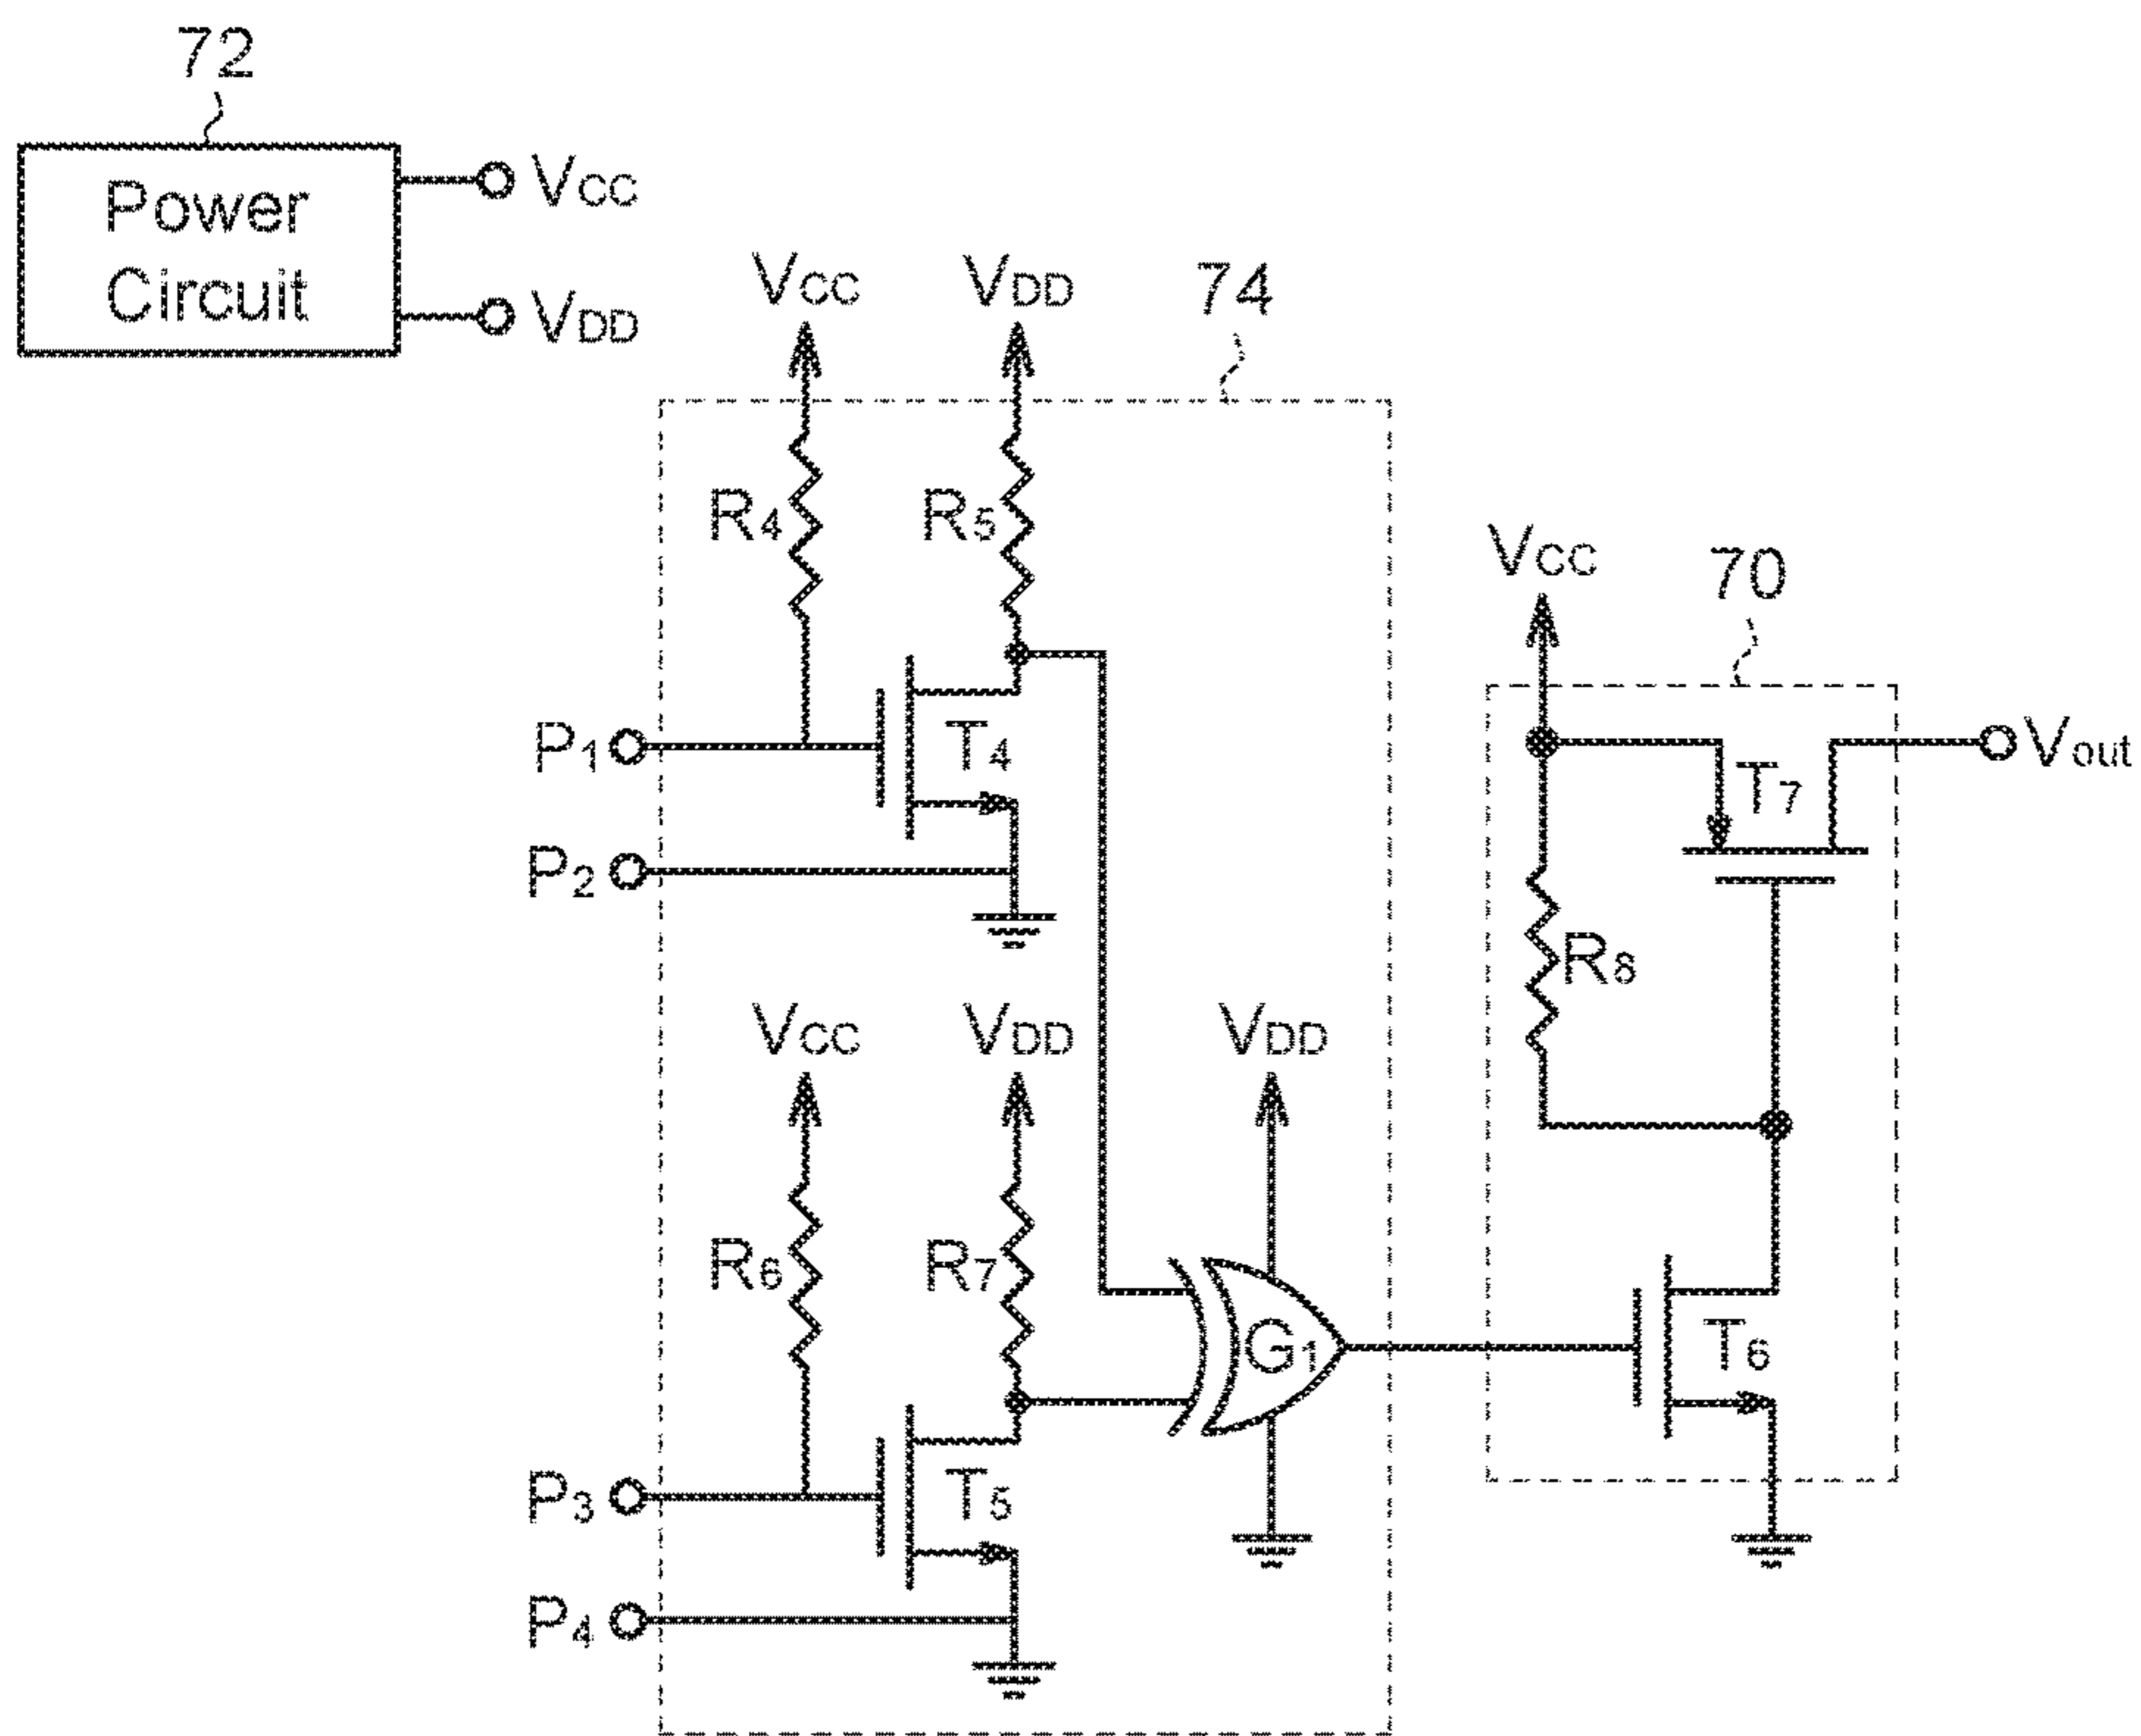 72
Power
Circuit
VCC
VDD
VCC
VDD
74
R4
R5
VCC
70
P1
T4
T7
Vout
P2
R8
VCC
VDD
VDD
R6
R7
G1
T6
P3
T5
P4